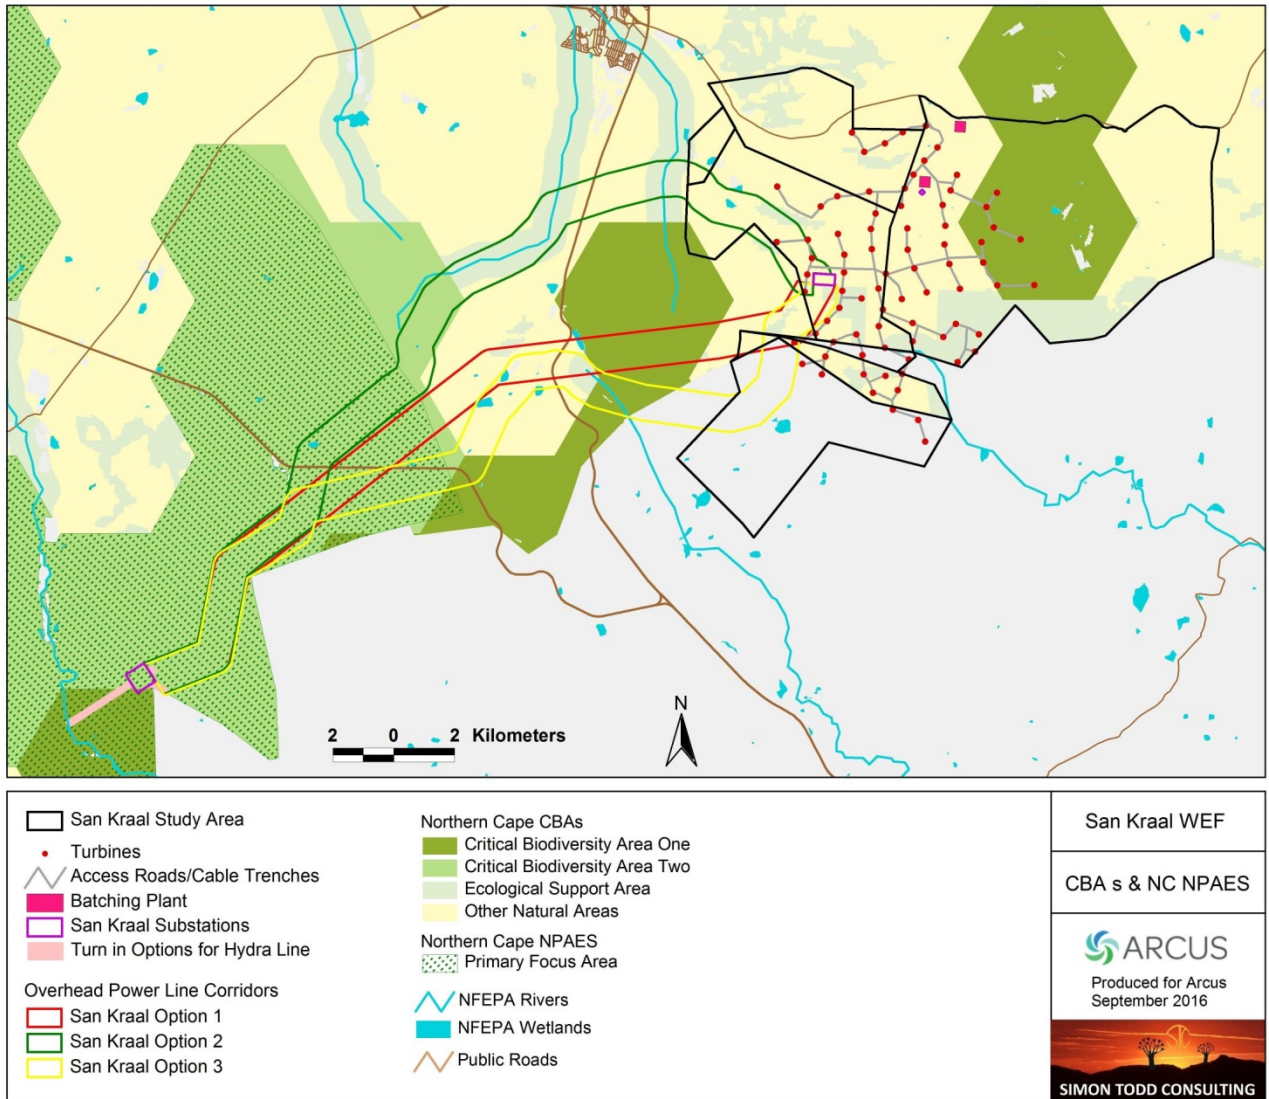 N
2 0 2 Kilometers
San Kraal Study Area
Turbines
Access Roads/Cable Trenches
Batching Plant
San Kraal Substations
Turn in Options for Hydra Line
Overhead Power Line Corridors
San Kraal Option 1
San Kraal Option 2
San Kraal Option 3
Northern Cape CBAs
Critical Biodiversity Area One
Critical Biodiversity Area Two
Ecological Support Area
Other Natural Areas
Northern Cape NPAES
Primary Focus Area
NFEPA Rivers
NFEPA Wetlands
Public Roads
San Kraal WEF
CBA s & NC NPAES
ARCUS
Produced for Arcus
September 2016
SIMON TODD CONSULTING